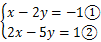 x − 2y = −1①
2x − 5y = 1②